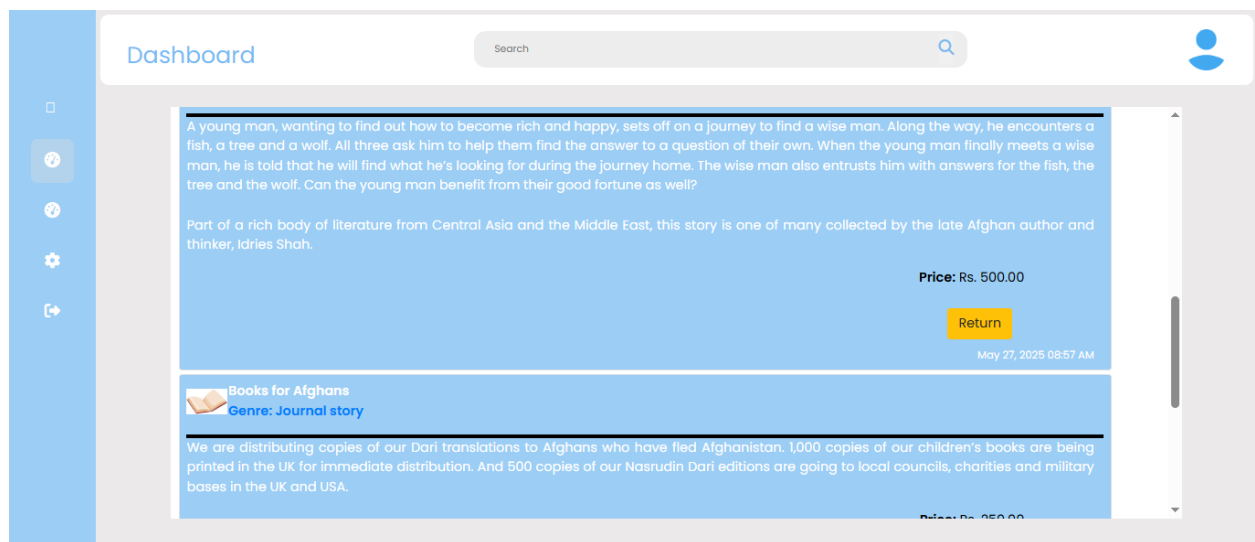 Dashboard
Search
A young man, wanting to find out how to become rich and happy, sets off on a journey to find a wise man. Along the way, he encounters a
fish, a tree and a wolf. All three ask him to help them find the answer to a question of their own. When the young man finally meets a wise
man, he is told that he will find what he's looking for during the journey home. The wise man also entrusts him with answers for the fish, the
tree and the wolf. Can the young man benefit from their good fortune as well?
Part of a rich body of literature from Central Asia and the Middle East, this story is one of many collected by the late Afghan author and
thinker, Idries Shah.
Price: Rs. 500.00
Return
May 27, 2025 08:57 AM
Books for Afghans
Genre: Journal story
We are distributing copies of our Dari translations to Afghans who have fled Afghanistan. 1,000 copies of our children's books are being
printed in the UK for immediate distribution. And 500 copies of our Nasrudin Dari editions are going to local councils, charities and military
bases in the UK and USA.
Price: Rs. 250.00